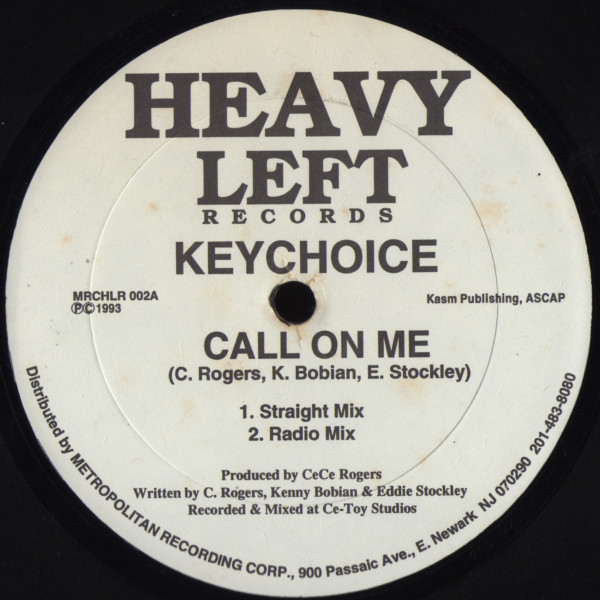 HEAVY
LEFT
RECORDS
KEYCHOICE
MRCHLR 002A
ⓅⒸ1993
Kasm Publishing, ASCAP
CALL ON ME
(C. Rogers, K. Bobian, E. Stockley)
1. Straight Mix
2. Radio Mix
Produced by CeCe Rogers
Written by C. Rogers, Kenny Bobian & Eddie Stockley
Recorded & Mixed at Ce-Toy Studios
Distributed by METROPOLITAN RECORDING CORP., 900 Passaic Ave., E. Newark NJ 070290 201-483-8080